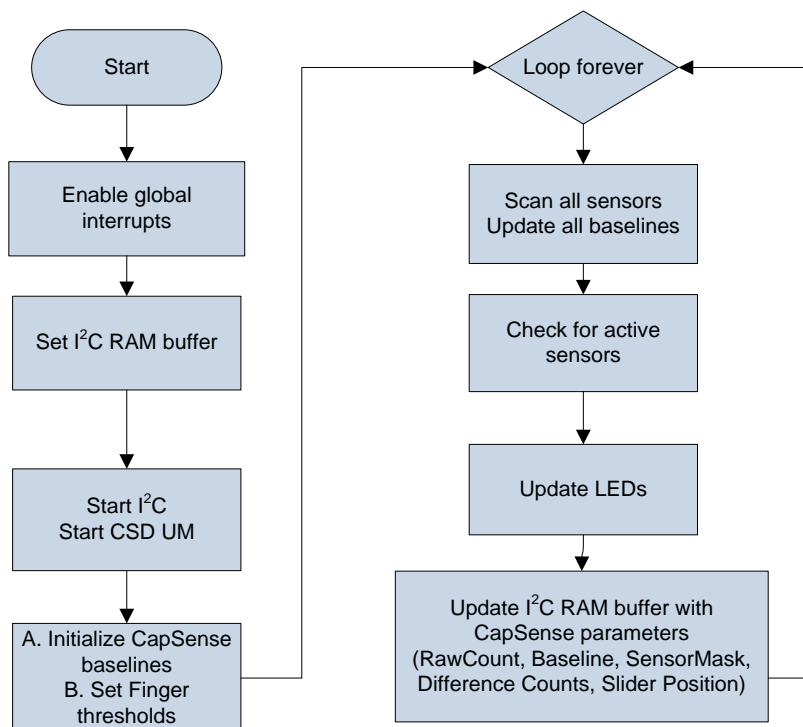 Start
Enable global
interrupts
Set I²C RAM buffer
Start I²C
Start CSD UM
A. Initialize CapSense
baselines
B. Set Finger
thresholds
Loop forever
Scan all sensors
Update all baselines
Check for active
sensors
Update LEDs
Update I²C RAM buffer with
CapSense parameters
(RawCount, Baseline, SensorMask,
Difference Counts, Slider Position)